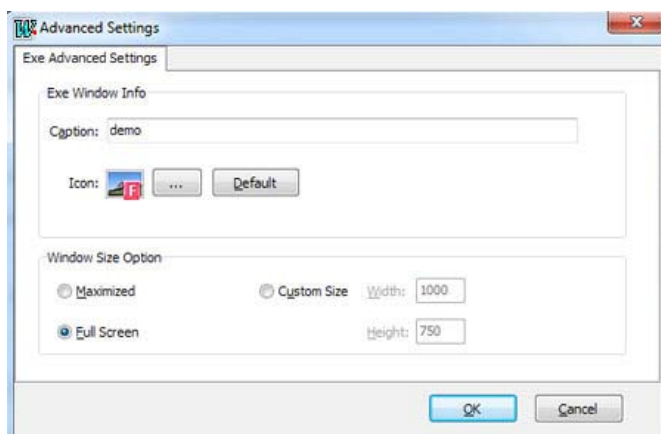 Advanced Settings
Exe Advanced Settings
Exe Window Info
Caption: demo
Icon: F ... Default
Window Size Option
Maximized Custom Size Width: 1000
Full Screen Height: 750
OK Cancel